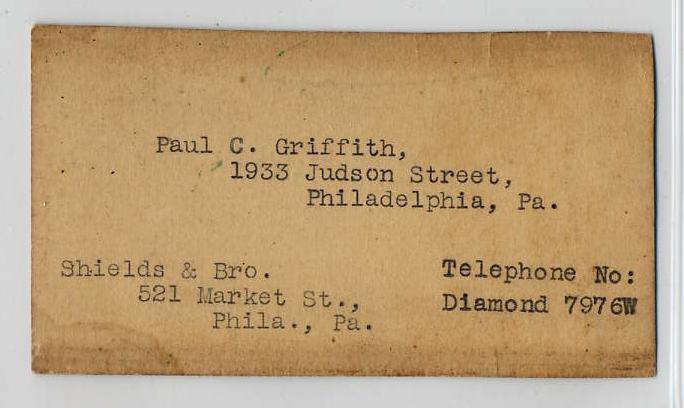 Paul C. Griffith,
1933 Judson Street,
Philadelphia, Pa.
Shields & Bro.
521 Market St.,
Phila., Pa.
Telephone No:
Diamond 7976W